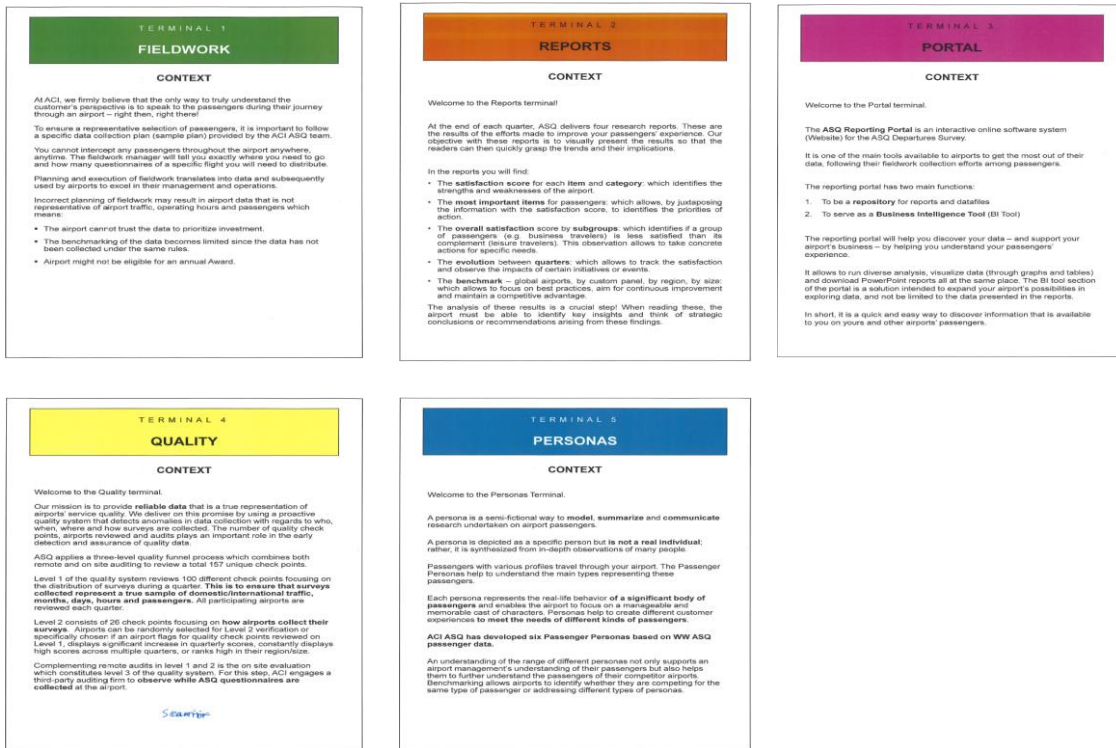 TERMINAL 1
FIELDWORK
CONTEXT
At ACI, we firmly believe that the only way to truly understand the
customer's perspective is to speak to the passengers during their journey
through an airport – right then, right there!
To ensure a representative selection of passengers, it is important to follow
a specific data collection plan (sample plan) provided by the ACI ASQ team.
You cannot intercept any passengers throughout the airport anywhere,
anytime. The fieldwork manager will tell you exactly where you need to go
and how many questionnaires of a specific flight you will need to distribute.
Planning and execution of fieldwork translates into data and subsequently
used by airports to excel in their management and operations.
Incorrect planning of fieldwork may result in airport data that is not
representative of airport traffic, operating hours and passengers which
means:
• The airport cannot trust the data to prioritize investment.
• The benchmarking of the data becomes limited since the data has not
been collected under the same rules.
• Airport might not be eligible for an annual Award.
TERMINAL 2
REPORTS
CONTEXT
Welcome to the Reports terminal!
At the end of each quarter, ASQ delivers four research reports. These are
the results of the efforts made to improve your passengers' experience. Our
objective with these reports is to visually present the results so that the
readers can then quickly grasp the trends and their implications.
In the reports you will find:
• The satisfaction score for each item and category: which identifies the
strengths and weaknesses of the airport.
• The most important items for passengers: which allows, by juxtaposing
the information with the satisfaction score, to identify the priorities of
action.
• The overall satisfaction score by subgroups: which identifies if a group
of passengers (e.g. business travelers) is less satisfied than its
complement (leisure travelers). This observation allows to take concrete
actions for specific needs.
• The evolution between quarters: which allows to track the satisfaction
and observe the impacts of certain initiatives or events.
• The benchmark – global airports, by custom panel, by region, by size:
which allows to focus on best practices, aim for continuous improvement
and maintain a competitive advantage.
The analysis of these results is a crucial step! When reading these, the
airport must be able to identify key insights and think of strategic
conclusions or recommendations arising from these findings.
TERMINAL 3
PORTAL
CONTEXT
Welcome to the Portal terminal.
The ASQ Reporting Portal is an interactive online software system
(Website) for the ASQ Departures Survey.
It is one of the main tools available to airports to get the most out of their
data, following their fieldwork collection efforts among passengers.
The reporting portal has two main functions:
1. To be a repository for reports and datafiles
2. To serve as a Business Intelligence Tool (BI Tool)
The reporting portal will help you discover your data – and support your
airport's business – by helping you understand your passengers'
experience.
It allows to run diverse analysis, visualize data (through graphs and tables)
and download PowerPoint reports all at the same place. The BI tool section
of the portal is a solution intended to expand your airport's possibilities in
exploring data, and not be limited to the data presented in the reports.
In short, it is a quick and easy way to discover information that is available
to you on yours and other airports' passengers.
TERMINAL 4
QUALITY
CONTEXT
Welcome to the Quality terminal.
Our mission is to provide reliable data that is a true representation of
airports' service quality. We deliver on this promise by using a proactive
quality system that detects anomalies in data collection with regards to who,
when, where and how surveys are collected. The number of quality check
points, airports reviewed and audits plays an important role in the early
detection and assurance of quality data.
ASQ applies a three-level quality funnel process which combines both
remote and on site auditing to review a total 157 unique check points.
Level 1 of the quality system reviews 100 different check points focusing on
the distribution of surveys during a quarter. This is to ensure that surveys
collected represent a true sample of domestic/international traffic,
months, days, hours and passengers. All participating airports are
reviewed each quarter.
Level 2 consists of 26 check points focusing on how airports collect their
surveys. Airports can be randomly selected for Level 2 verification or
specifically chosen if an airport flags for quality check points reviewed on
Level 1, displays significant increase in quarterly scores, constantly displays
high scores across multiple quarters, or ranks high in their region/size.
Complementing remote audits in level 1 and 2 is the on site evaluation
which constitutes level 3 of the quality system. For this step, ACI engages a
third-party auditing firm to observe while ASQ questionnaires are
collected at the airport.
TERMINAL 5
PERSONAS
CONTEXT
Welcome to the Personas Terminal.
A persona is a semi-fictional way to model, summarize and communicate
research undertaken on airport passengers.
A persona is depicted as a specific person but is not a real individual;
rather, it is synthesized from in-depth observations of many people.
Passengers with various profiles travel through your airport. The Passenger
Personas help to understand the main types representing these
passengers.
Each persona represents the real-life behavior of a significant body of
passengers and enables the airport to focus on a manageable and
memorable cast of characters. Personas help to create different customer
experiences to meet the needs of different kinds of passengers.
ACI ASQ has developed six Passenger Personas based on WW ASQ
passenger data.
An understanding of the range of different personas not only supports an
airport management's understanding of their passengers but also helps
them to further understand the passengers of their competitor airports.
Benchmarking allows airports to identify whether they are competing for the
same type of passenger or addressing different types of personas.